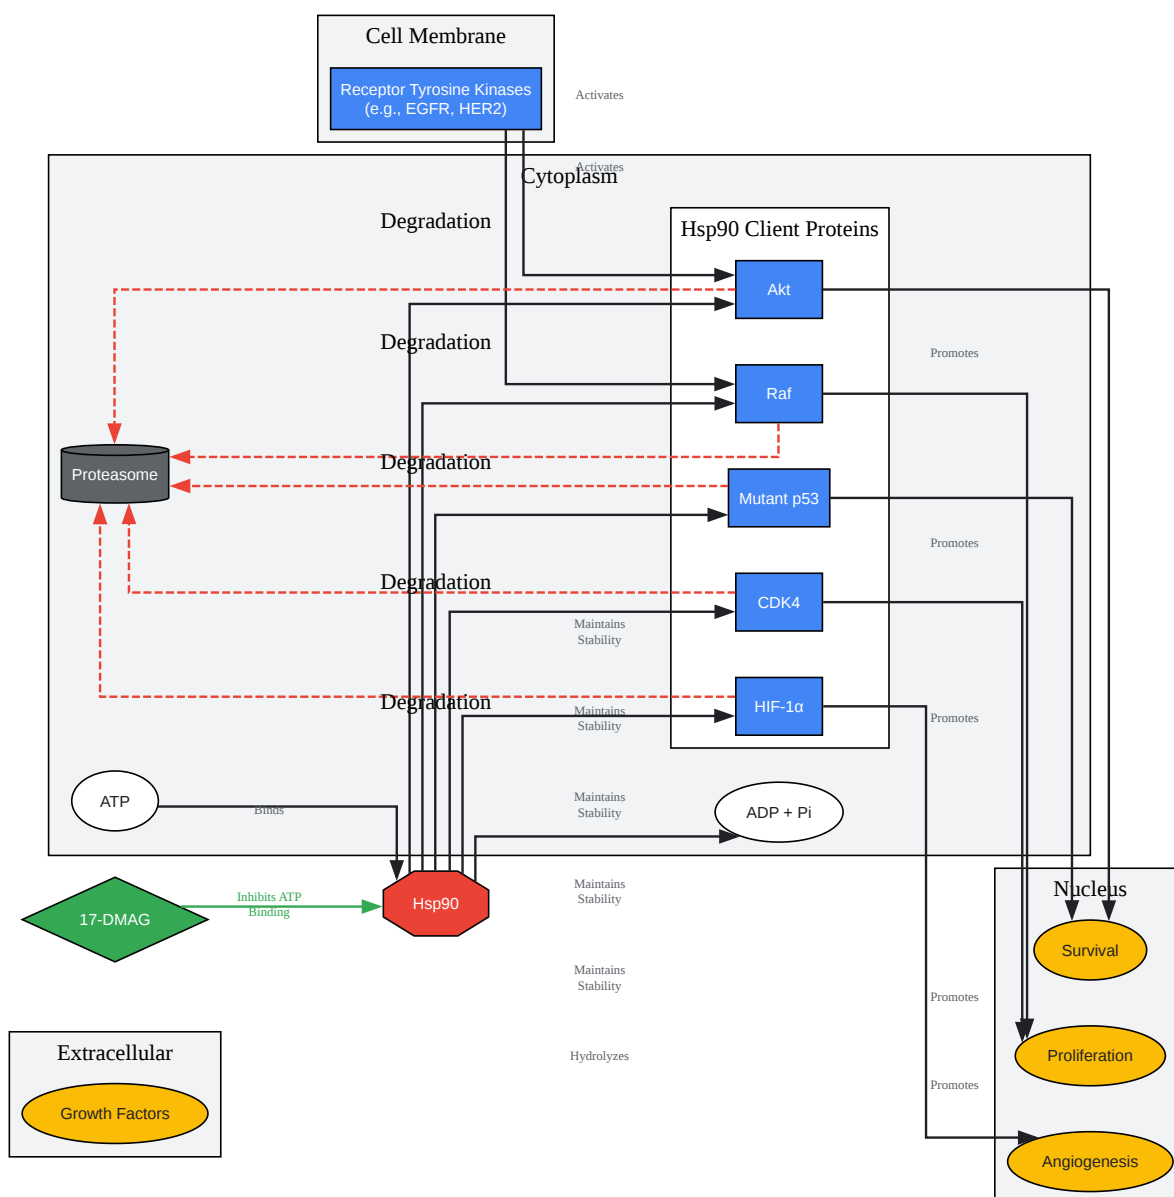 Cell Membrane
Receptor Tyrosine Kinases
(e.g., EGFR, HER2)
Activates
Activates
Cytoplasm
Degradation
Hsp90 Client Proteins
Akt
Degradation
Promotes
Raf
Degradation
Proteasome
Mutant p53
Promotes
Degradation
CDK4
Maintains
Stability
Degradation
HIF-1α
Maintains
Stability
Promotes
ATP
Binds
Maintains
Stability
ADP + Pi
17-DMAG
Inhibits ATP
Binding
Hsp90
Maintains
Stability
Nucleus
Survival
Maintains
Stability
Promotes
Extracellular
Hydrolyzes
Proliferation
Growth Factors
Promotes
Angiogenesis